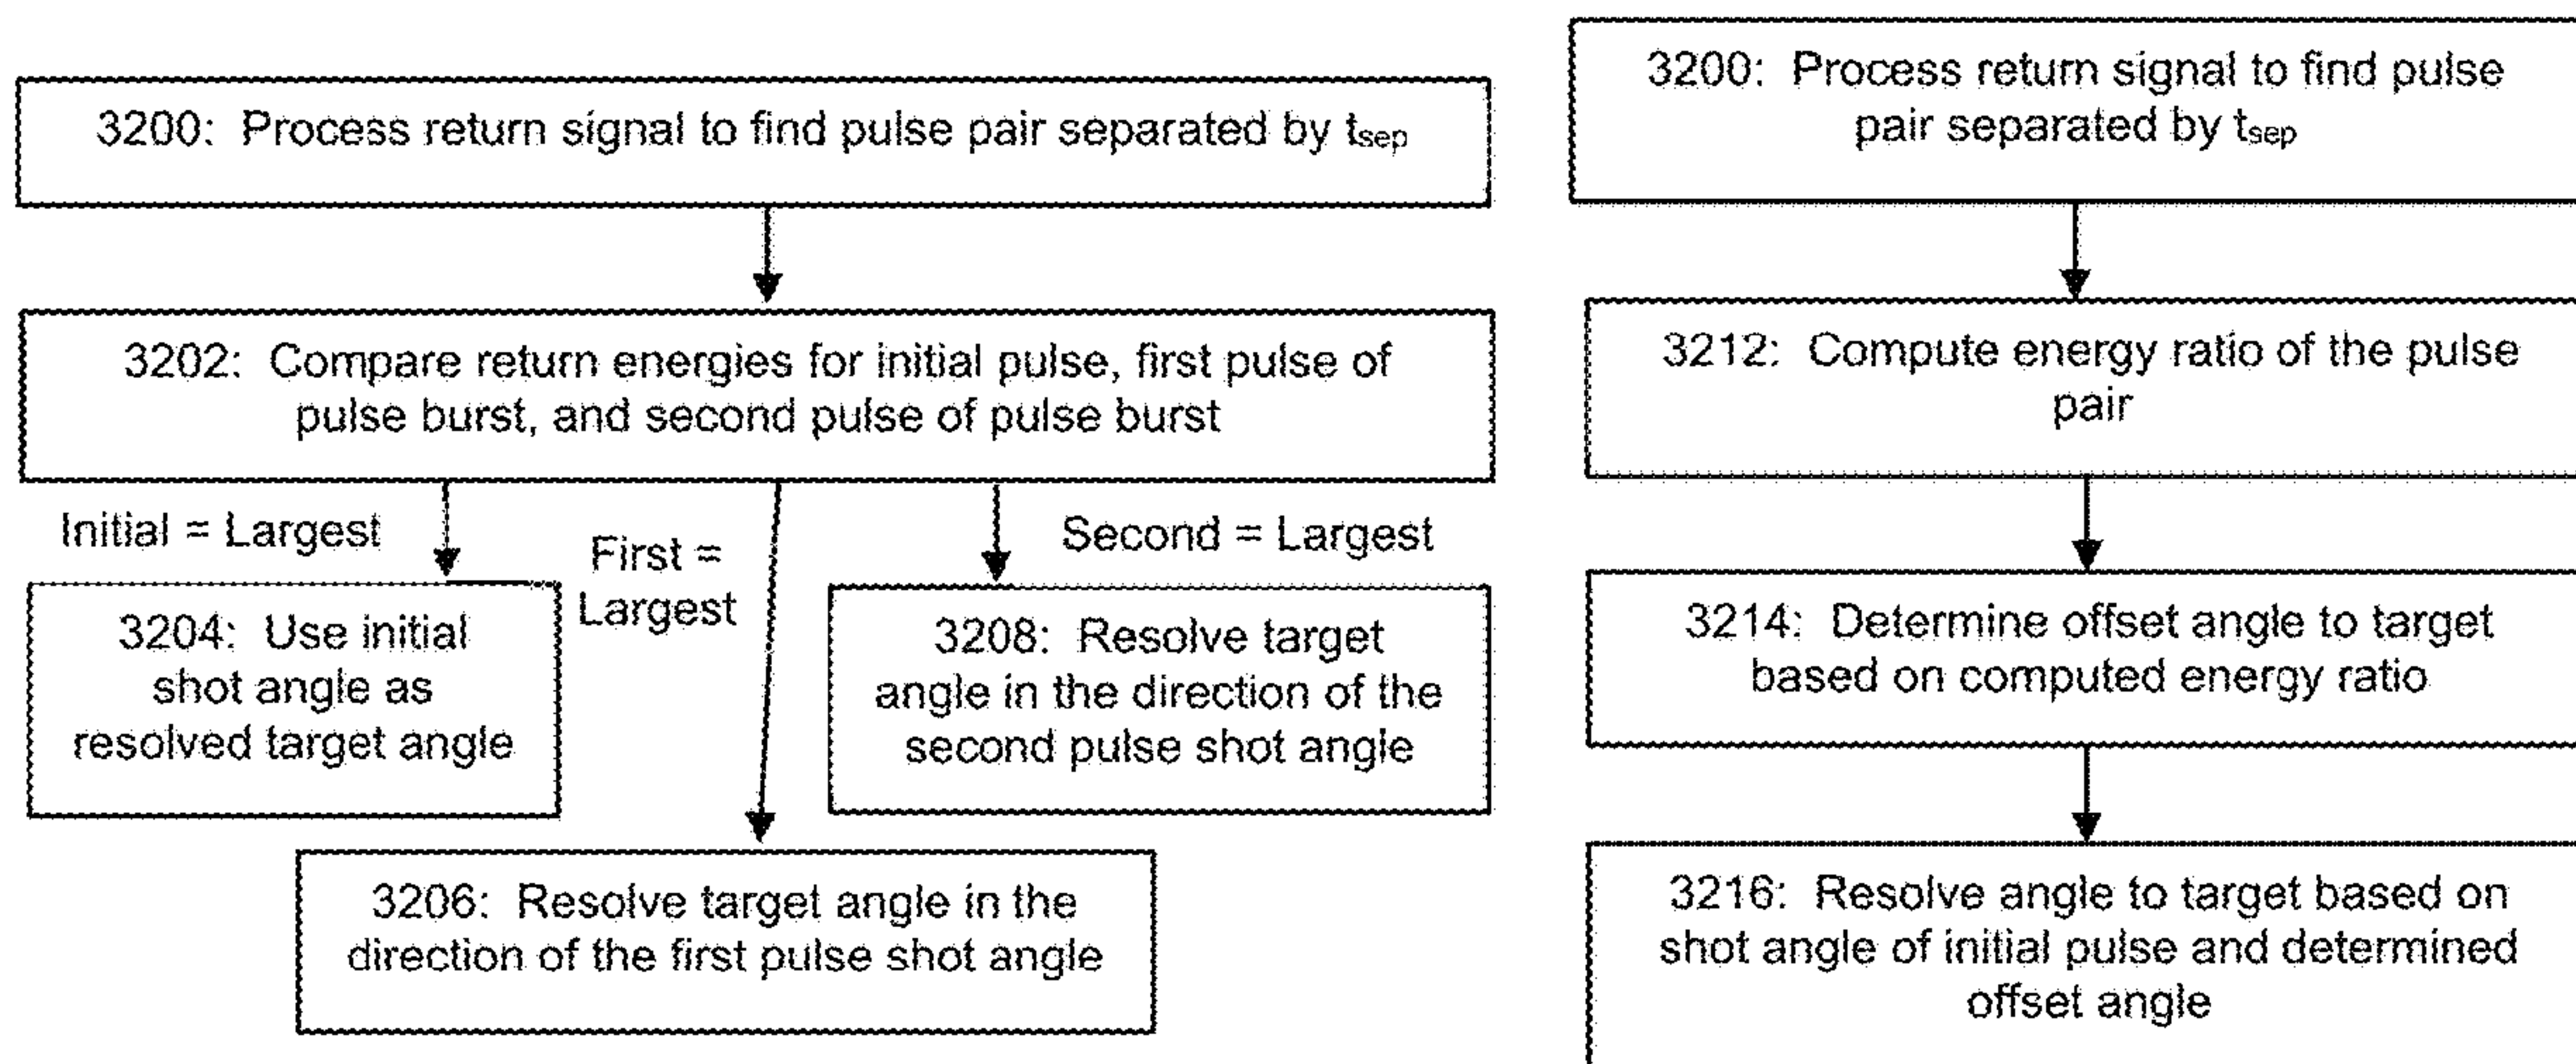 3200: Process return signal to find pulse pair separated by tsep
3202: Compare return energies for initial pulse, first pulse of
pulse burst, and second pulse of pulse burst
Initial = Largest
First =
Largest
Second = Largest
3204: Use initial
shot angle as
resolved target angle
3208: Resolve target
angle in the direction of the
second pulse shot angle
3206: Resolve target angle in the
direction of the first pulse shot angle
3200: Process return signal to find pulse
pair separated by tsep
3212: Compute energy ratio of the pulse
pair
3214: Determine offset angle to target
based on computed energy ratio
3216: Resolve angle to target based on
shot angle of initial pulse and determined
offset angle